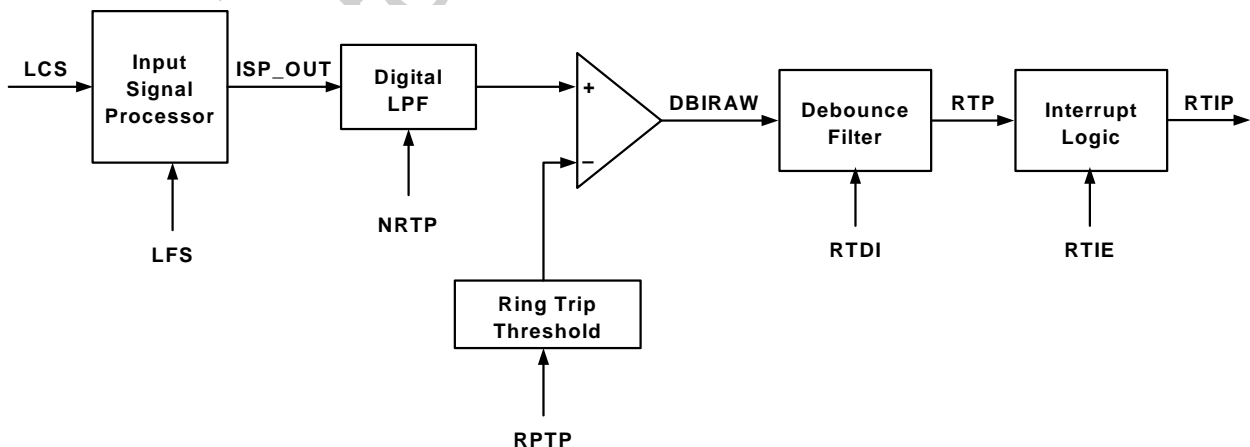 LCS
Input
Signal
Processor
ISP_OUT
Digital
LPF
+
−
DBIRAW
Debounce
Filter
RTP
Interrupt
Logic
RTIP
LFS
NRTP
RTDI
RTIE
Ring Trip
Threshold
RPTP